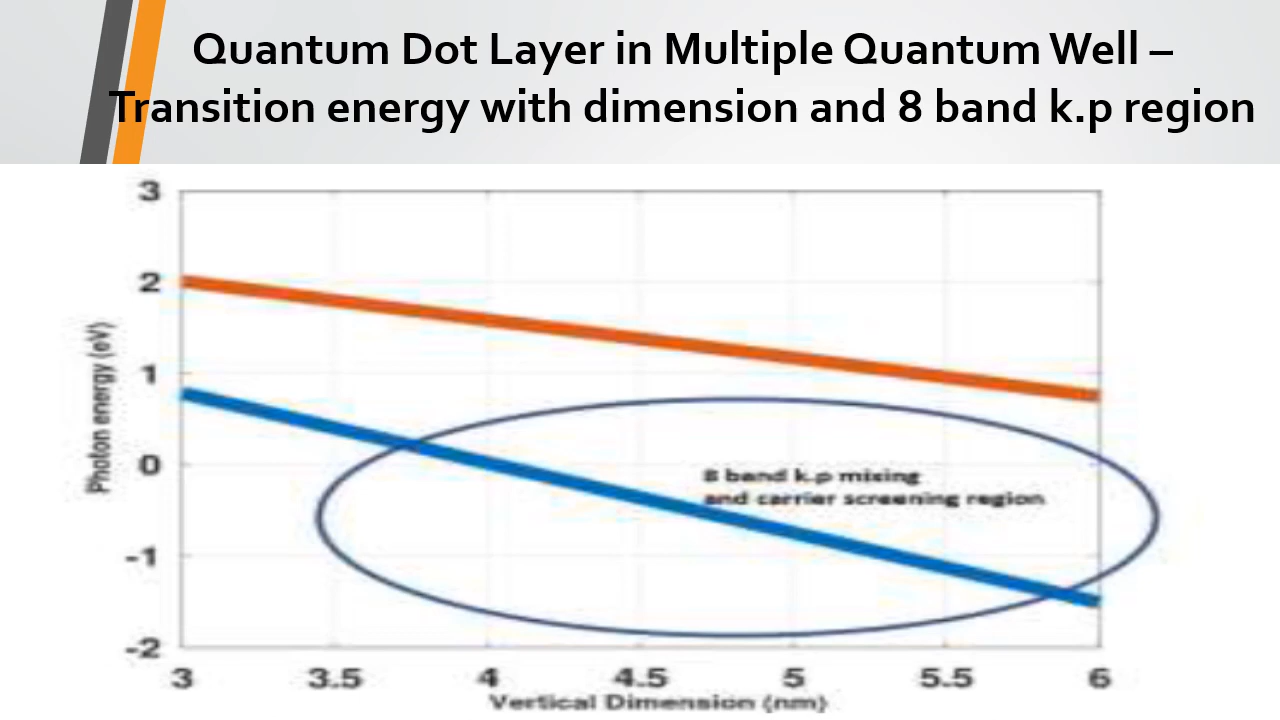 Quantum Dot Layer in Multiple Quantum Well –
Transition energy with dimension and 8 band k.p region
3
2
1
0
-1
-2
Photon energy (eV)
8 band k.p mixing
and carrier screening region
3 3.5 4 4.5 5 5.5 6
Vertical Dimension (nm)